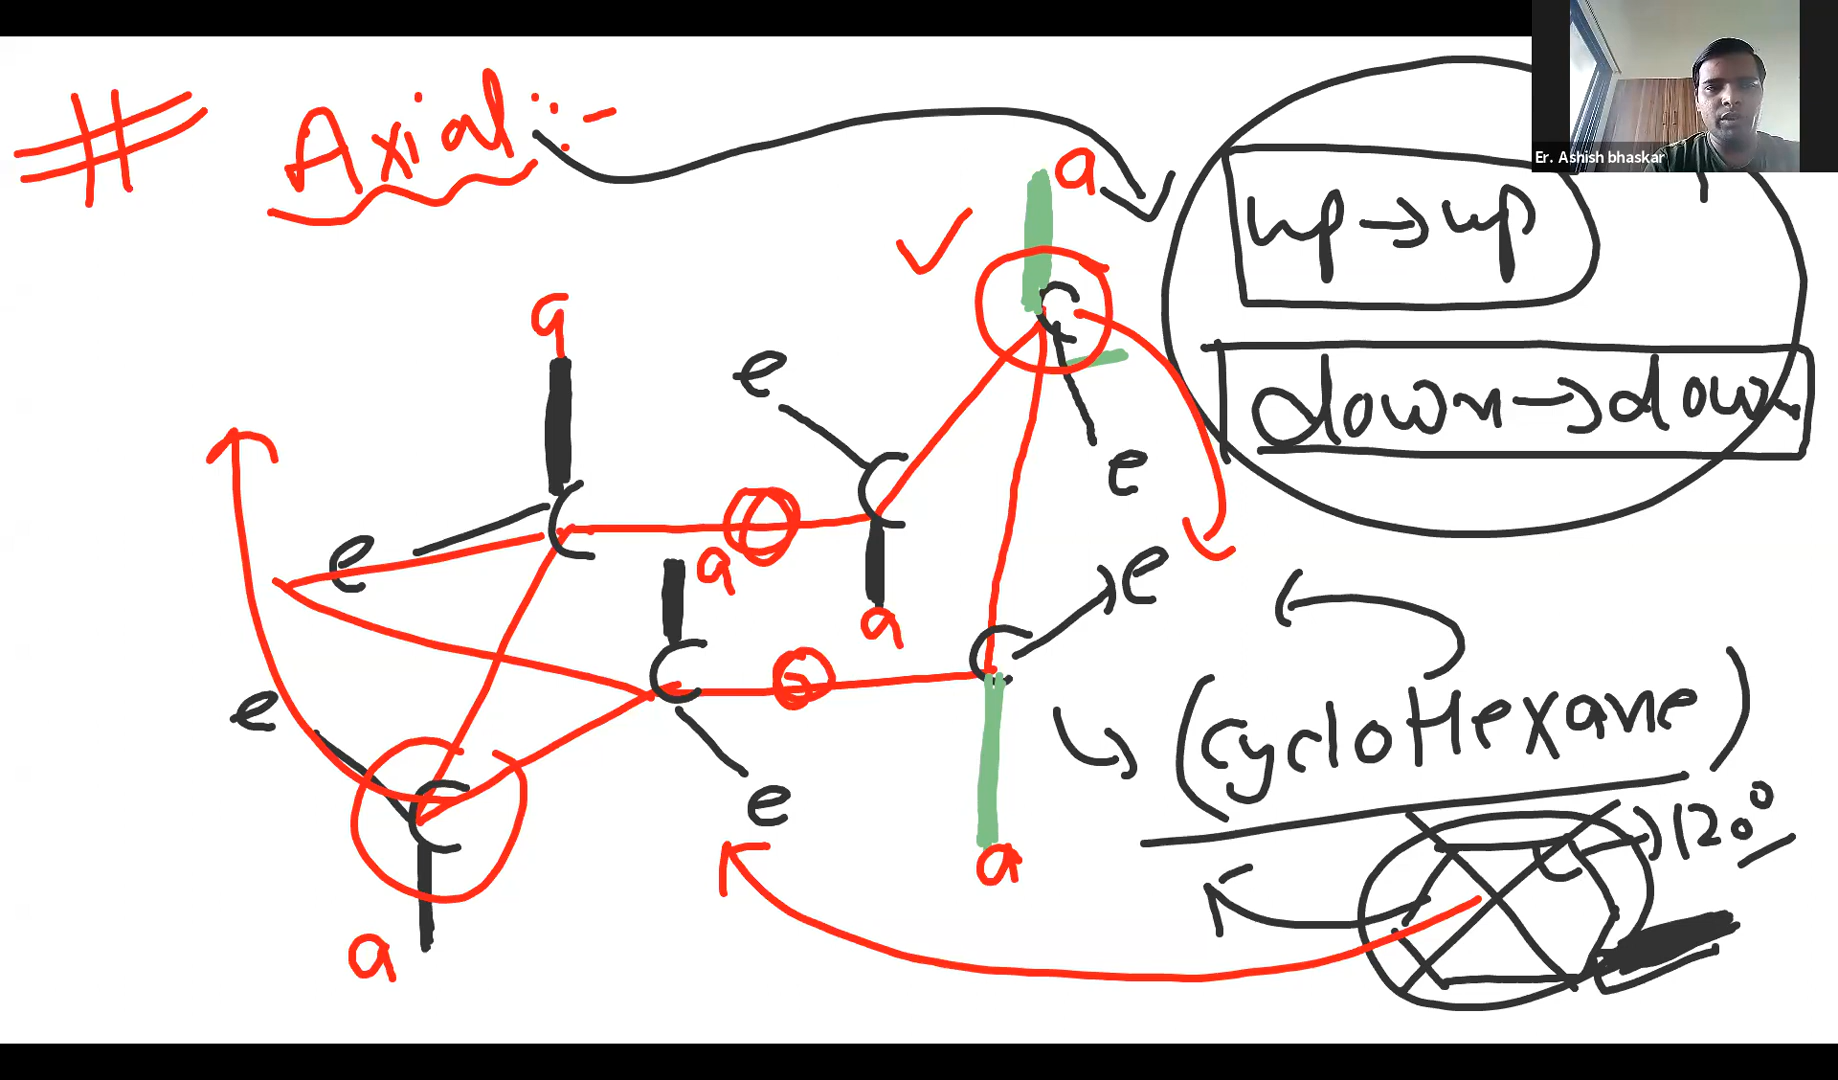 # Axial :-
Er. Ashish bhaskar
up → up
down → down
a
a
e
e
e
a
a
e
e
a
e
a
a
C
C
C
C
C
C
(cycloHexane)
120°